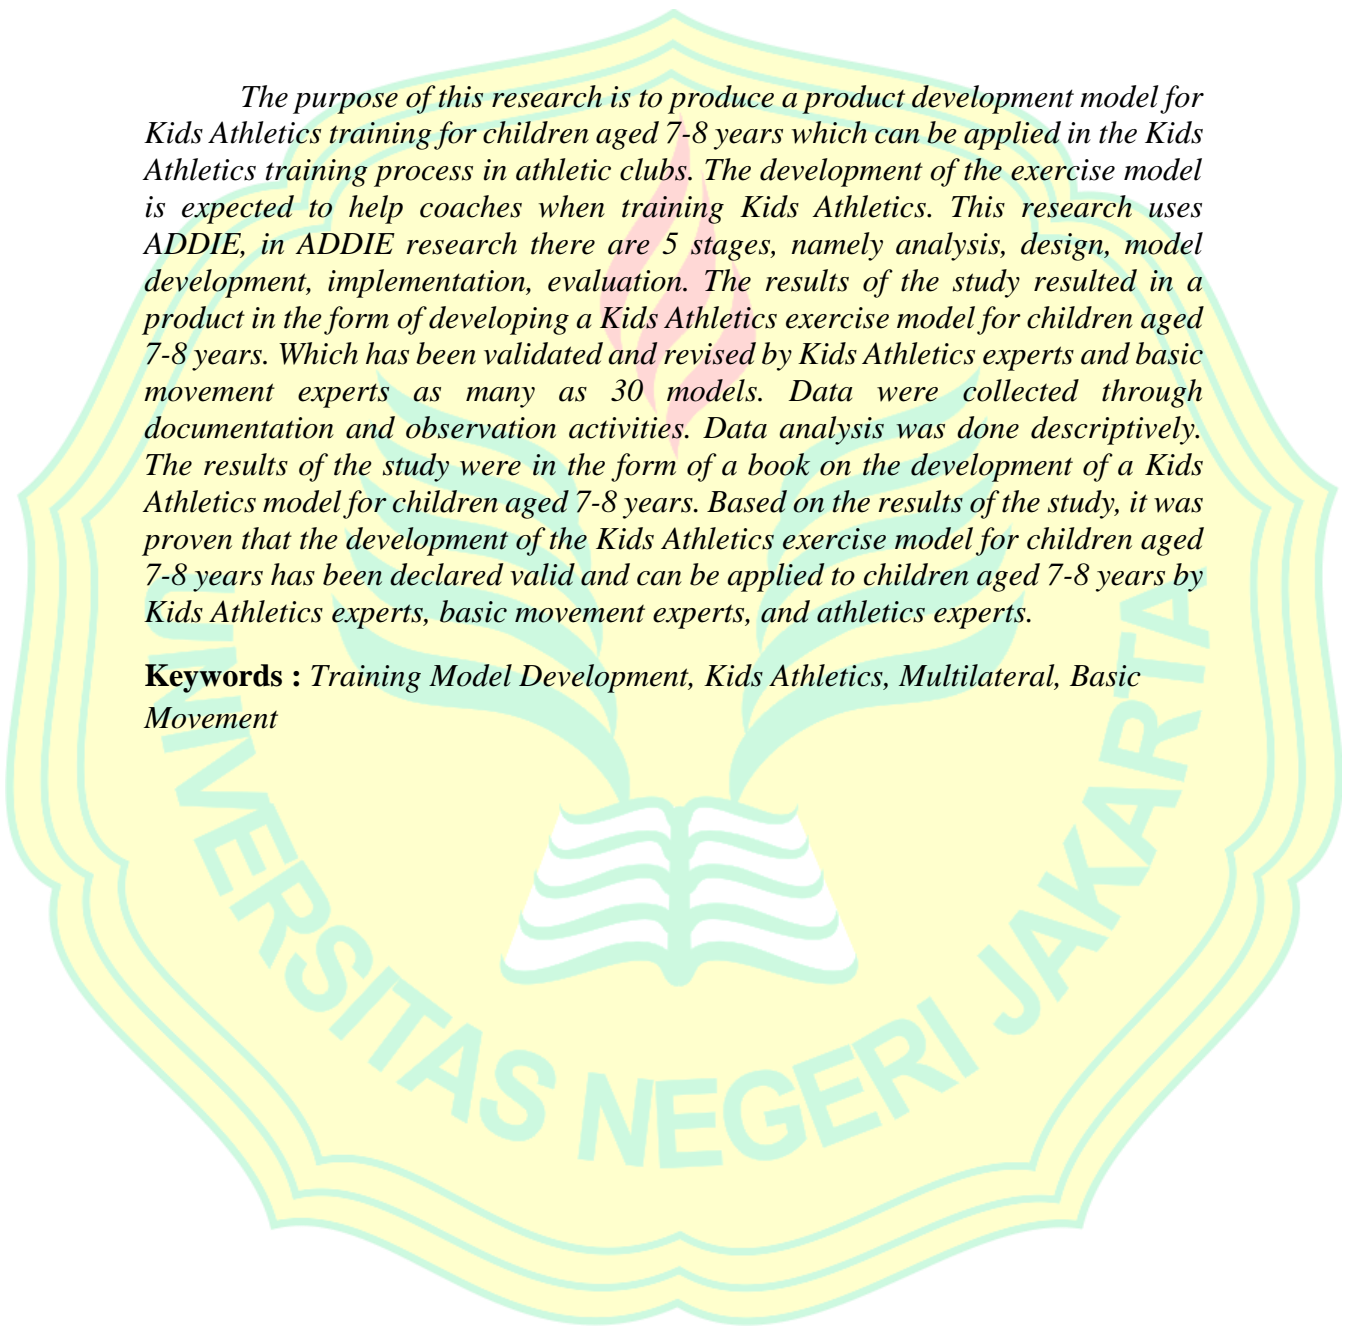 The purpose of this research is to produce a product development model for
Kids Athletics training for children aged 7-8 years which can be applied in the Kids
Athletics training process in athletic clubs. The development of the exercise model
is expected to help coaches when training Kids Athletics. This research uses
ADDIE, in ADDIE research there are 5 stages, namely analysis, design, model
development, implementation, evaluation. The results of the study resulted in a
product in the form of developing a Kids Athletics exercise model for children aged
7-8 years. Which has been validated and revised by Kids Athletics experts and basic
movement experts as many as 30 models. Data were collected through
documentation and observation activities. Data analysis was done descriptively.
The results of the study were in the form of a book on the development of a Kids
Athletics model for children aged 7-8 years. Based on the results of the study, it was
proven that the development of the Kids Athletics exercise model for children aged
7-8 years has been declared valid and can be applied to children aged 7-8 years by
Kids Athletics experts, basic movement experts, and athletics experts.
Keywords : Training Model Development, Kids Athletics, Multilateral, Basic
Movement
UNIVERSITAS NEGERI JAKARTA